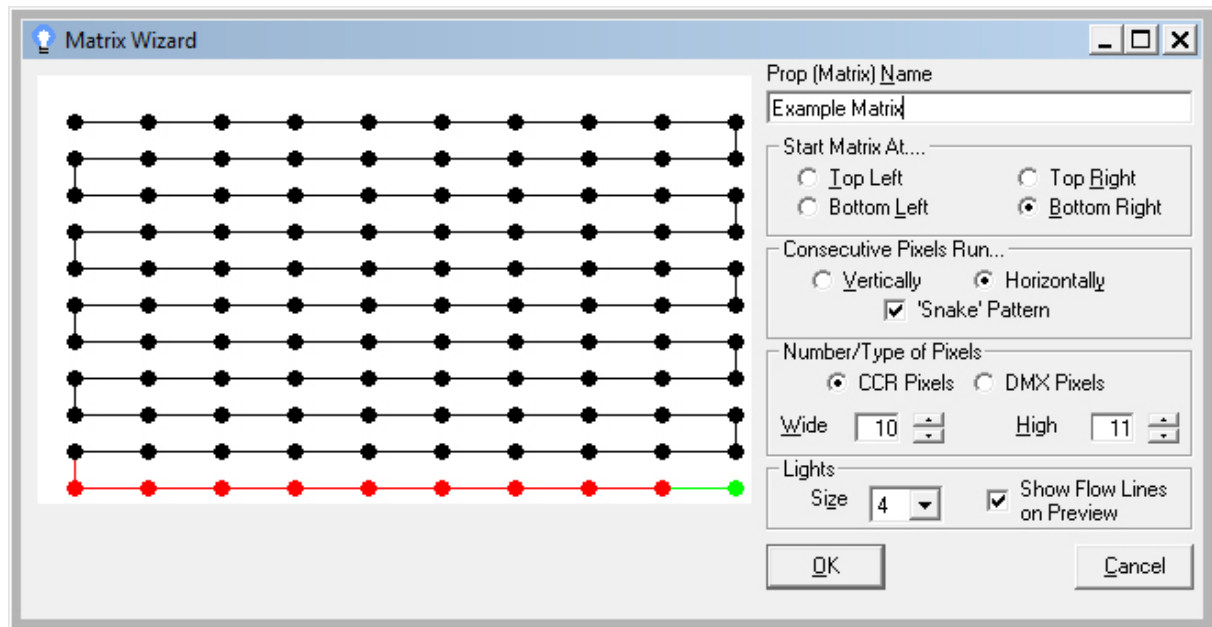 Matrix Wizard
Prop (Matrix) Name
Example Matrix
Start Matrix At....
Top Left Top Right
Bottom Left Bottom Right
Consecutive Pixels Run...
Vertically Horizontally
'Snake' Pattern
Number/Type of Pixels
CCR Pixels DMX Pixels
Wide 10 High 11
Lights
Size 4 Show Flow Lines
on Preview
OK Cancel